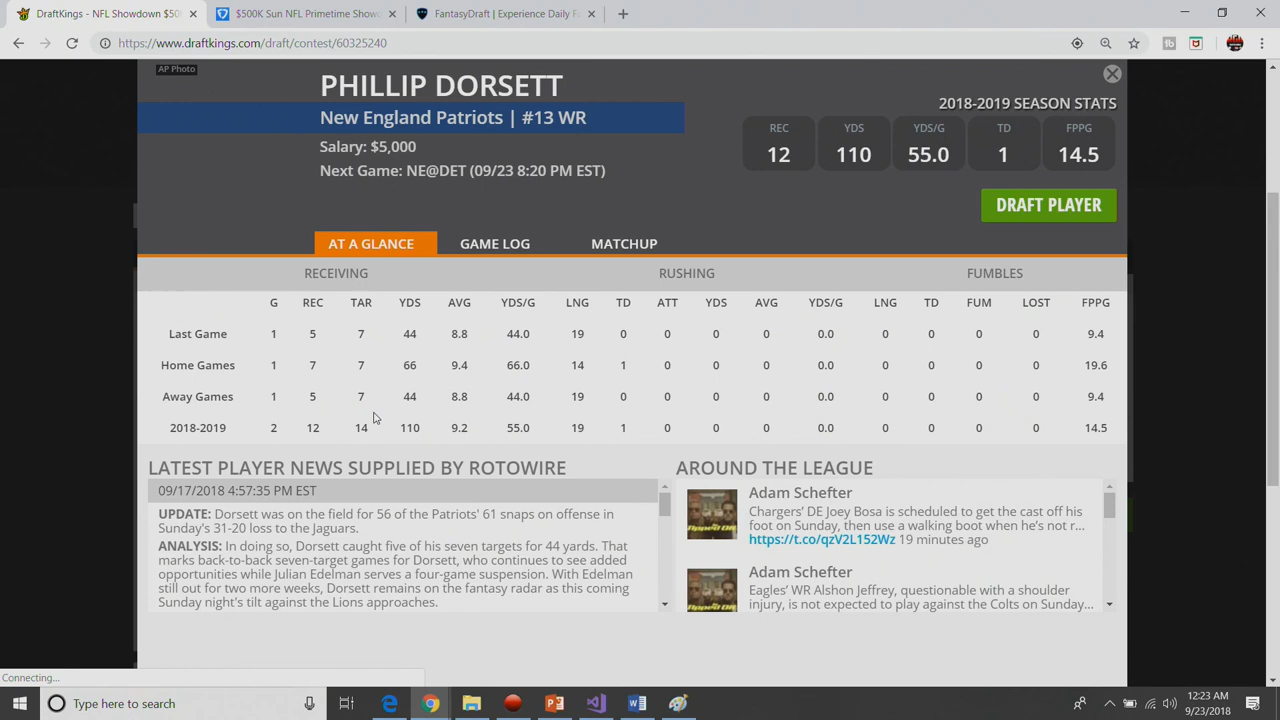 DraftKings - NFL Showdown $50K
$500K Sun NFL Primetime Showd
FantasyDraft | Experience Daily Fa
https://www.draftkings.com/draft/contest/60325240
AP Photo
PHILLIP DORSETT
New England Patriots | #13 WR
Salary: $5,000
Next Game: NE@DET (09/23 8:20 PM EST)
2018-2019 SEASON STATS
REC YDS YDS/G TD FPPG
12 110 55.0 1 14.5
DRAFT PLAYER
AT A GLANCE GAME LOG MATCHUP
RECEIVING RUSHING FUMBLES
G REC TAR YDS AVG YDS/G LNG TD ATT YDS AVG YDS/G LNG TD FUM LOST FPPG
Last Game 1 5 7 44 8.8 44.0 19 0 0 0 0 0.0 0 0 0 0 9.4
Home Games 1 7 7 66 9.4 66.0 14 1 0 0 0 0.0 0 0 0 0 19.6
Away Games 1 5 7 44 8.8 44.0 19 0 0 0 0 0.0 0 0 0 0 9.4
2018-2019 2 12 14 110 9.2 55.0 19 1 0 0 0 0.0 0 0 0 0 14.5
LATEST PLAYER NEWS SUPPLIED BY ROTOWIRE
09/17/2018 4:57:35 PM EST
UPDATE: Dorsett was on the field for 56 of the Patriots' 61 snaps on offense in
Sunday's 31-20 loss to the Jaguars.
ANALYSIS: In doing so, Dorsett caught five of his seven targets for 44 yards. That
marks back-to-back seven-target games for Dorsett, who continues to see added
opportunities while Julian Edelman serves a four-game suspension. With Edelman
still out for two more weeks, Dorsett remains on the fantasy radar as this coming
Sunday night's tilt against the Lions approaches.
AROUND THE LEAGUE
Adam Schefter
Chargers' DE Joey Bosa is scheduled to get the cast off his
foot on Sunday, then use a walking boot when he's not r...
https://t.co/qzV2L152Wz 19 minutes ago
Adam Schefter
Eagles' WR Alshon Jeffrey, questionable with a shoulder
injury, is not expected to play against the Colts on Sunday...
Connecting...
Type here to search
12:23 AM
9/23/2018